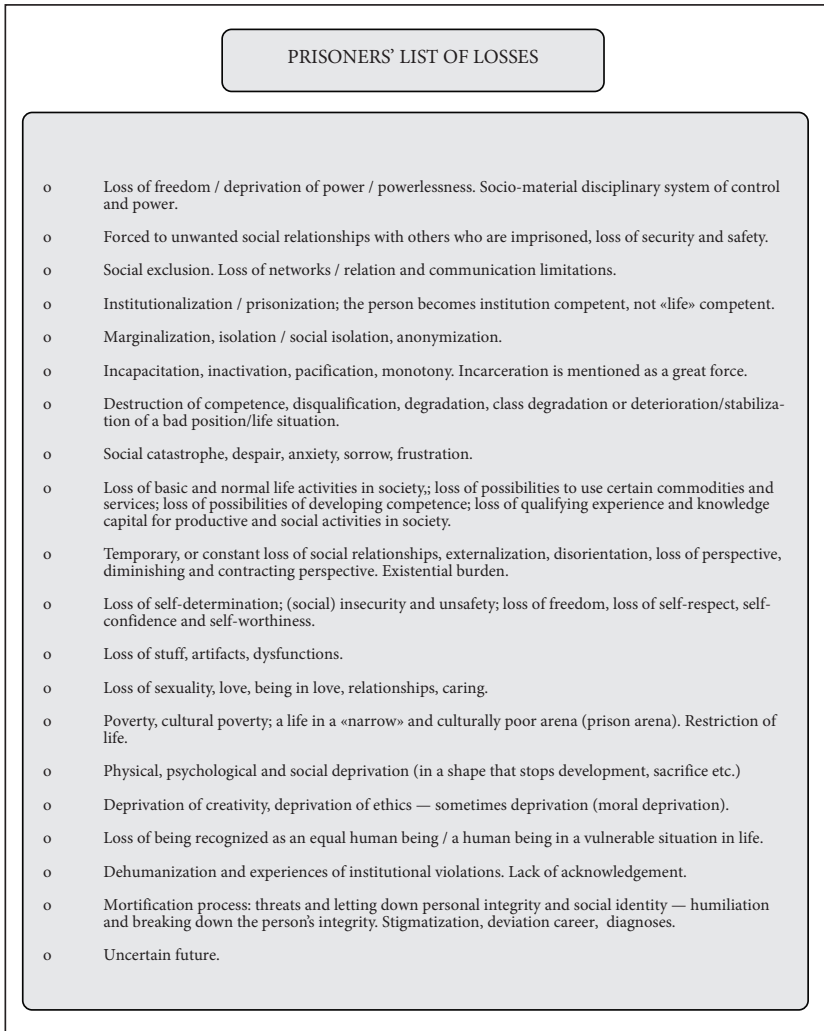 PRISONERS’ LIST OF LOSSES
o Loss of freedom / deprivation of power / powerlessness. Socio-material disciplinary system of control
and power.
o Forced to unwanted social relationships with others who are imprisoned, loss of security and safety.
o Social exclusion. Loss of networks / relation and communication limitations.
o Institutionalization / prisonization; the person becomes institution competent, not «life» competent.
o Marginalization, isolation / social isolation, anonymization.
o Incapacitation, inactivation, pacification, monotony. Incarceration is mentioned as a great force.
o Destruction of competence, disqualification, degradation, class degradation or deterioration/stabiliza-
tion of a bad position/life situation.
o Social catastrophe, despair, anxiety, sorrow, frustration.
o Loss of basic and normal life activities in society,; loss of possibilities to use certain commodities and
services; loss of possibilities of developing competence; loss of qualifying experience and knowledge
capital for productive and social activities in society.
o Temporary, or constant loss of social relationships, externalization, disorientation, loss of perspective,
diminishing and contracting perspective. Existential burden.
o Loss of self-determination; (social) insecurity and unsafety; loss of freedom, loss of self-respect, self-
confidence and self-worthiness.
o Loss of stuff, artifacts, dysfunctions.
o Loss of sexuality, love, being in love, relationships, caring.
o Poverty, cultural poverty; a life in a «narrow» and culturally poor arena (prison arena). Restriction of
life.
o Physical, psychological and social deprivation (in a shape that stops development, sacrifice etc.)
o Deprivation of creativity, deprivation of ethics — sometimes deprivation (moral deprivation).
o Loss of being recognized as an equal human being / a human being in a vulnerable situation in life.
o Dehumanization and experiences of institutional violations. Lack of acknowledgement.
o Mortification process: threats and letting down personal integrity and social identity — humiliation
and breaking down the person’s integrity. Stigmatization, deviation career, diagnoses.
o Uncertain future.